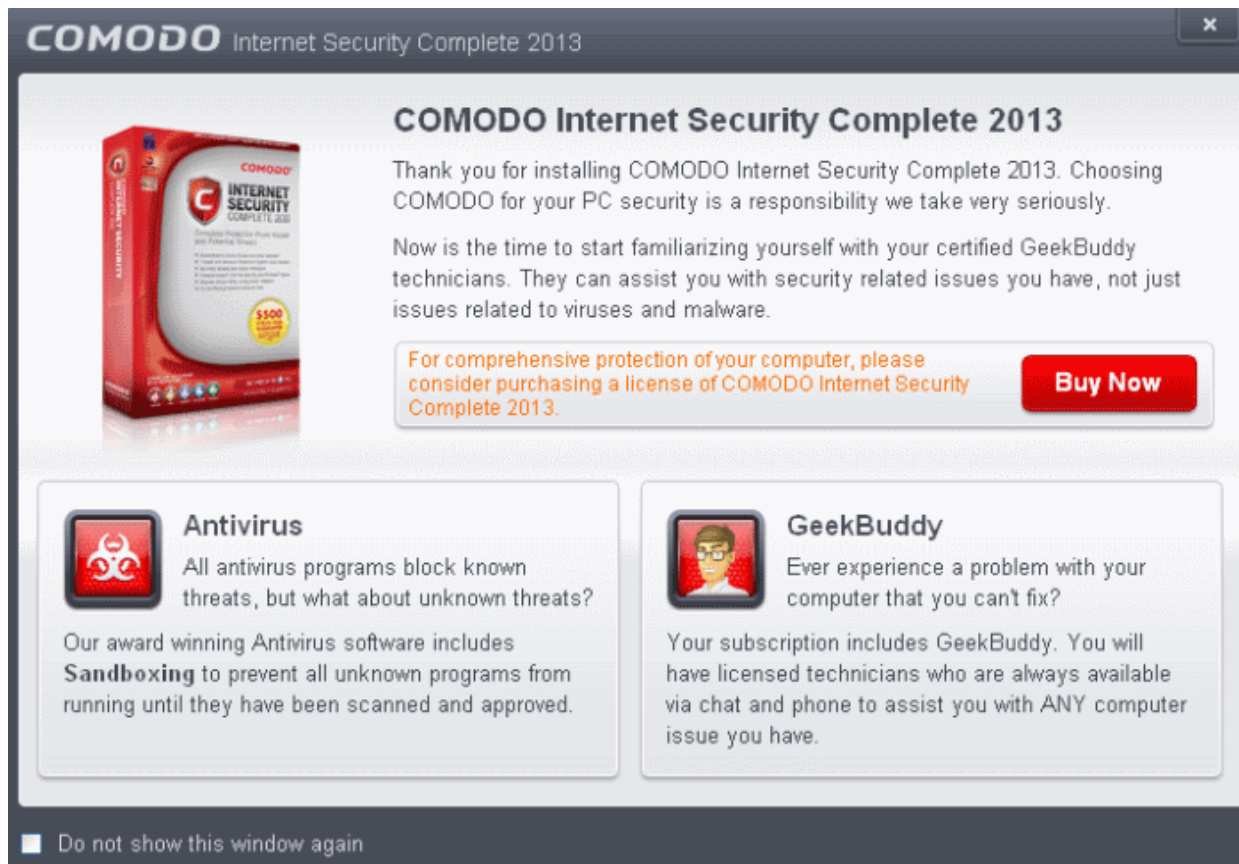 COMODO Internet Security Complete 2013
COMODO Internet Security Complete 2013
Thank you for installing COMODO Internet Security Complete 2013. Choosing
COMODO for your PC security is a responsibility we take very seriously.
Now is the time to start familiarizing yourself with your certified GeekBuddy
technicians. They can assist you with security related issues you have, not just
issues related to viruses and malware.
For comprehensive protection of your computer, please
consider purchasing a license of COMODO Internet Security
Complete 2013.
Buy Now
COMODO
INTERNET
SECURITY
COMPLETE
INTERNET SECURITY
$500
Antivirus
All antivirus programs block known
threats, but what about unknown threats?
Our award winning Antivirus software includes
Sandboxing to prevent all unknown programs from
running until they have been scanned and approved.
GeekBuddy
Ever experience a problem with your
computer that you can't fix?
Your subscription includes GeekBuddy. You will
have licensed technicians who are always available
via chat and phone to assist you with ANY computer
issue you have.
Do not show this window again